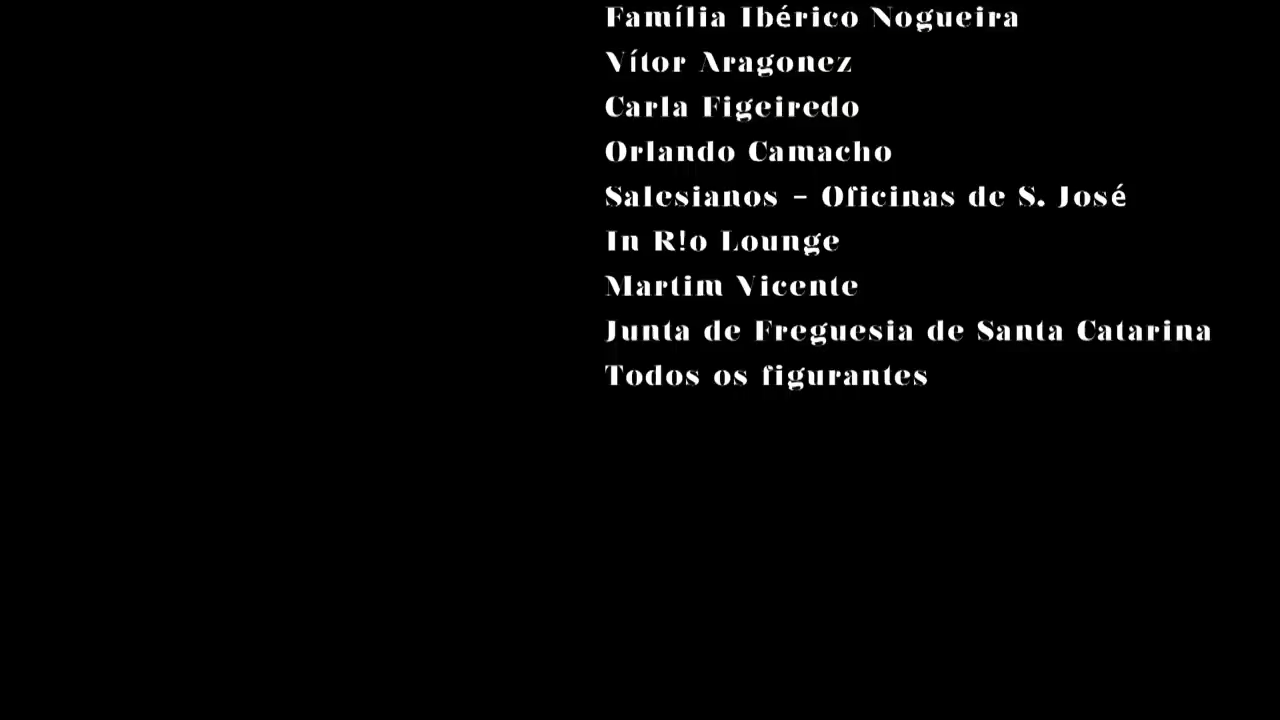 Família Ibérico Nogueira
Vítor Aragonez
Carla Figeiredo
Orlando Camacho
Salesianos - Oficinas de S. José
In R!o Lounge
Martim Vicente
Junta de Freguesia de Santa Catarina
Todos os figurantes